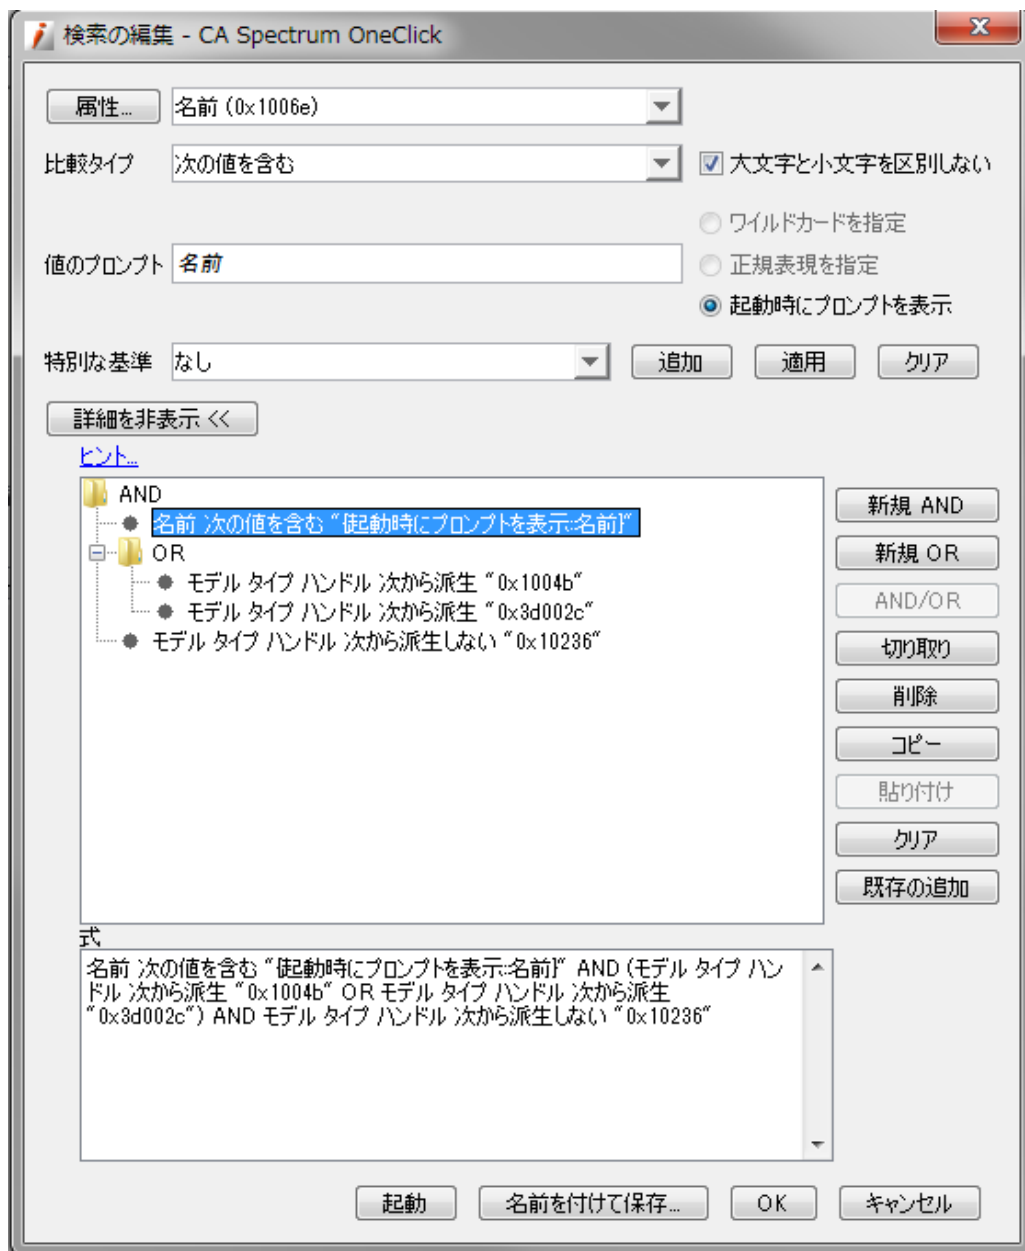 検索の編集 - CA Spectrum OneClick
属性... 名前 (0x1006e)
比較タイプ 次の値を含む 大文字と小文字を区別しない
ワイルドカードを指定
値のプロンプト 名前 正規表現を指定
起動時にプロンプトを表示
特別な基準 なし 追加 適用 クリア
詳細を非表示 <<
ヒント...
AND
名前 次の値を含む "{起動時にプロンプトを表示:名前}"
OR
モデル タイプ ハンドル 次から派生 "0x1004b"
モデル タイプ ハンドル 次から派生 "0x3d002c"
モデル タイプ ハンドル 次から派生しない "0x10236"
新規 AND
新規 OR
AND/OR
切り取り
削除
コピー
貼り付け
クリア
既存の追加
式
名前 次の値を含む "{起動時にプロンプトを表示:名前}" AND (モデル タイプ ハン
ドル 次から派生 "0x1004b" OR モデル タイプ ハンドル 次から派生
"0x3d002c") AND モデル タイプ ハンドル 次から派生しない "0x10236"
起動 名前を付けて保存... OK キャンセル